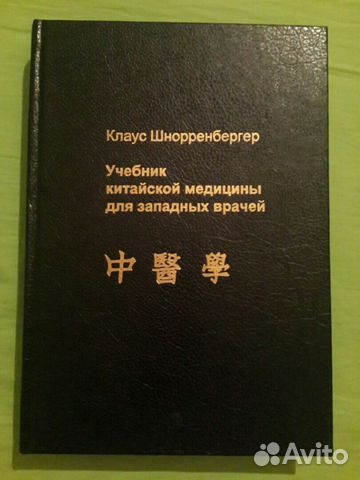 Клаус Шнорренбергер
Учебник
китайской медицины
для западных врачей
中醫學
Avito